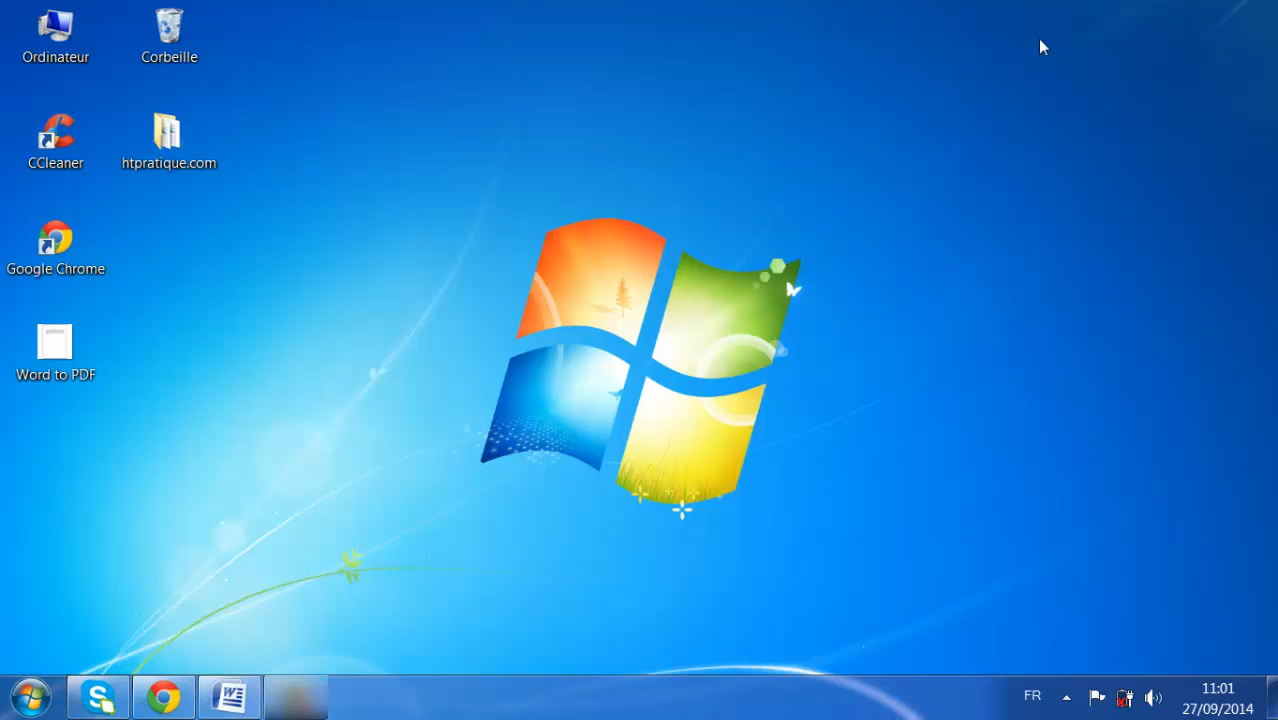 Ordinateur
Corbeille
CCleaner
htpratique.com
Google Chrome
Word to PDF
FR
11:01
27/09/2014